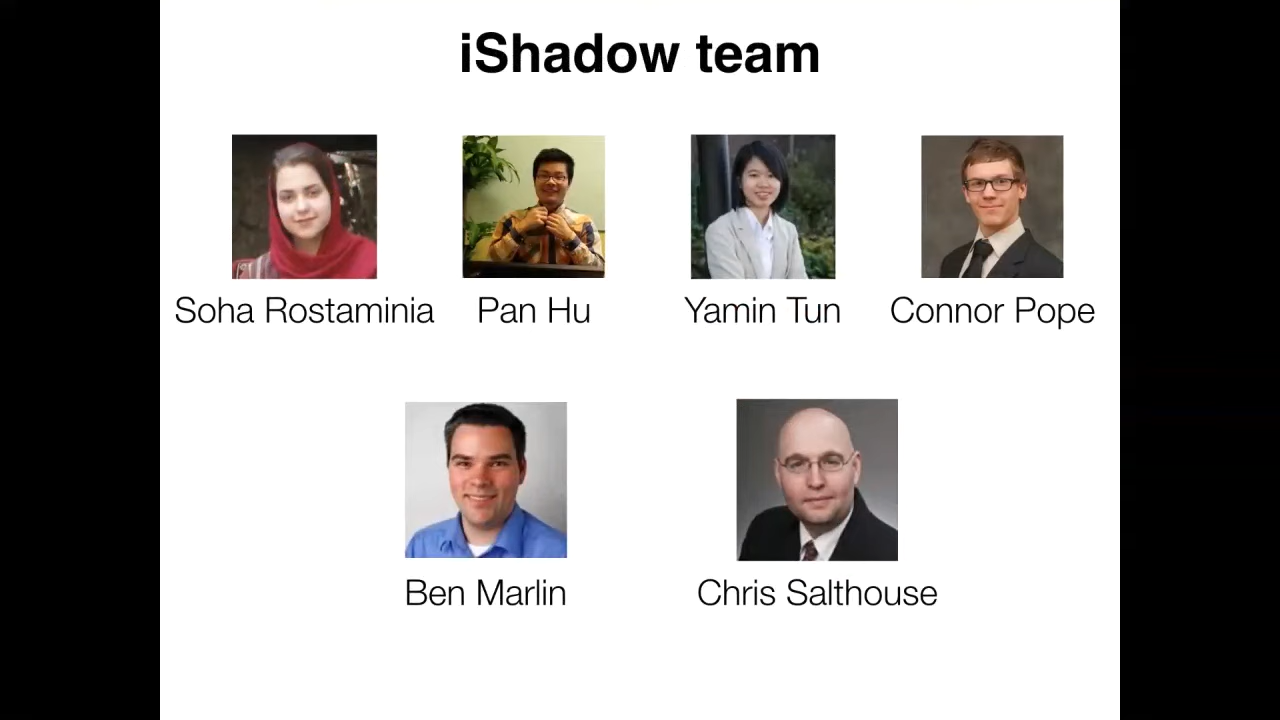 iShadow team
Soha Rostaminia
Pan Hu
Yamin Tun
Connor Pope
Ben Marlin
Chris Salthouse